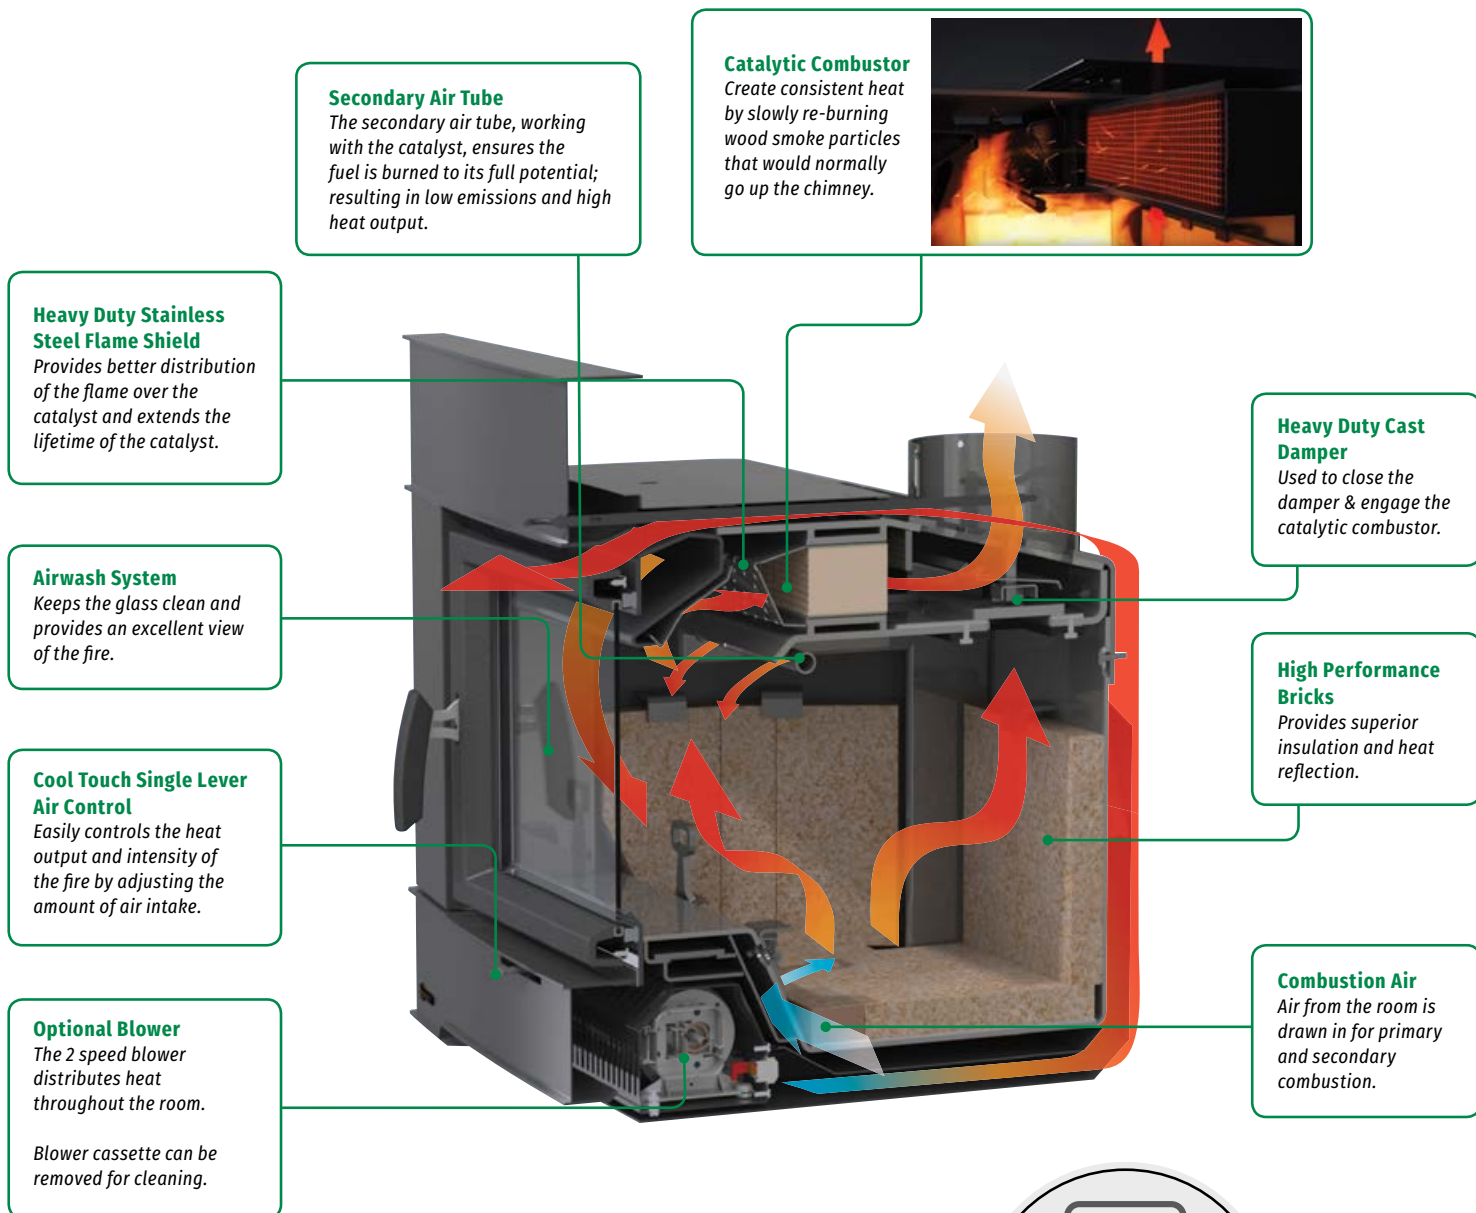 Catalytic Combustor
Create consistent heat
by slowly re-burning
wood smoke particles
that would normally
go up the chimney.
Secondary Air Tube
The secondary air tube, working
with the catalyst, ensures the
fuel is burned to its full potential;
resulting in low emissions and high
heat output.
Heavy Duty Stainless
Steel Flame Shield
Provides better distribution
of the flame over the
catalyst and extends the
lifetime of the catalyst.
Heavy Duty Cast
Damper
Used to close the
damper & engage the
catalytic combustor.
Airwash System
Keeps the glass clean and
provides an excellent view
of the fire.
High Performance
Bricks
Provides superior
insulation and heat
reflection.
Cool Touch Single Lever
Air Control
Easily controls the heat
output and intensity of
the fire by adjusting the
amount of air intake.
Combustion Air
Air from the room is
drawn in for primary
and secondary
combustion.
Optional Blower
The 2 speed blower
distributes heat
throughout the room.
Blower cassette can be
removed for cleaning.